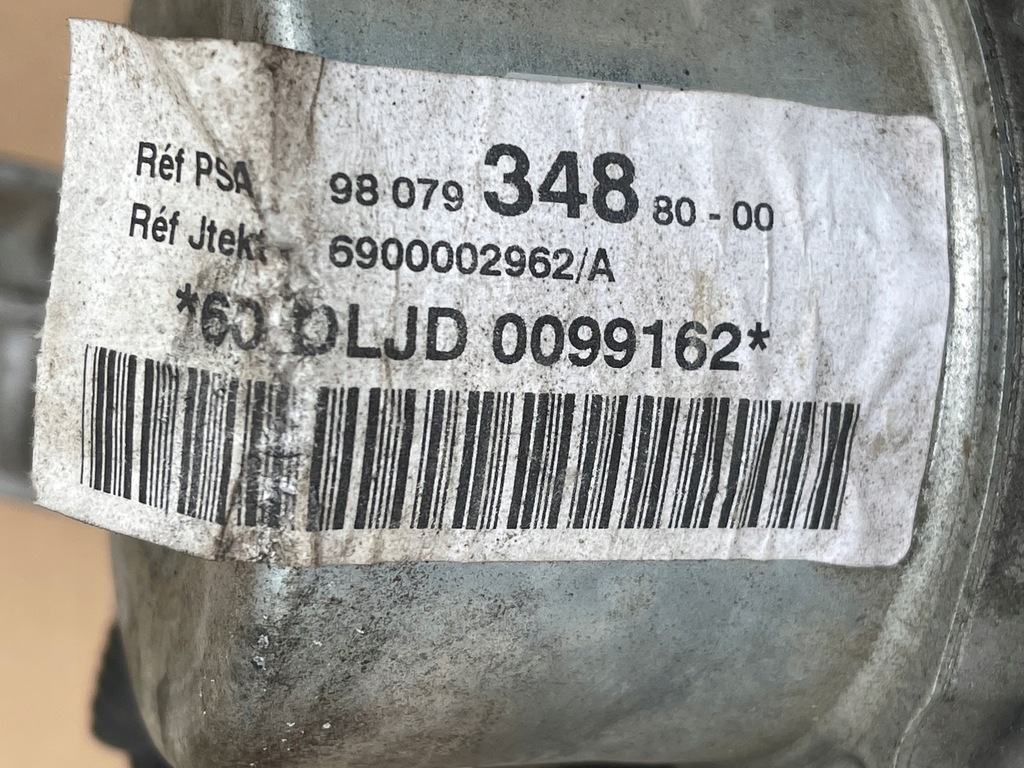 Réf PSA 98 079 348 80 - 00
Réf Jtekt 6900002962/A
DLJD 0099162*